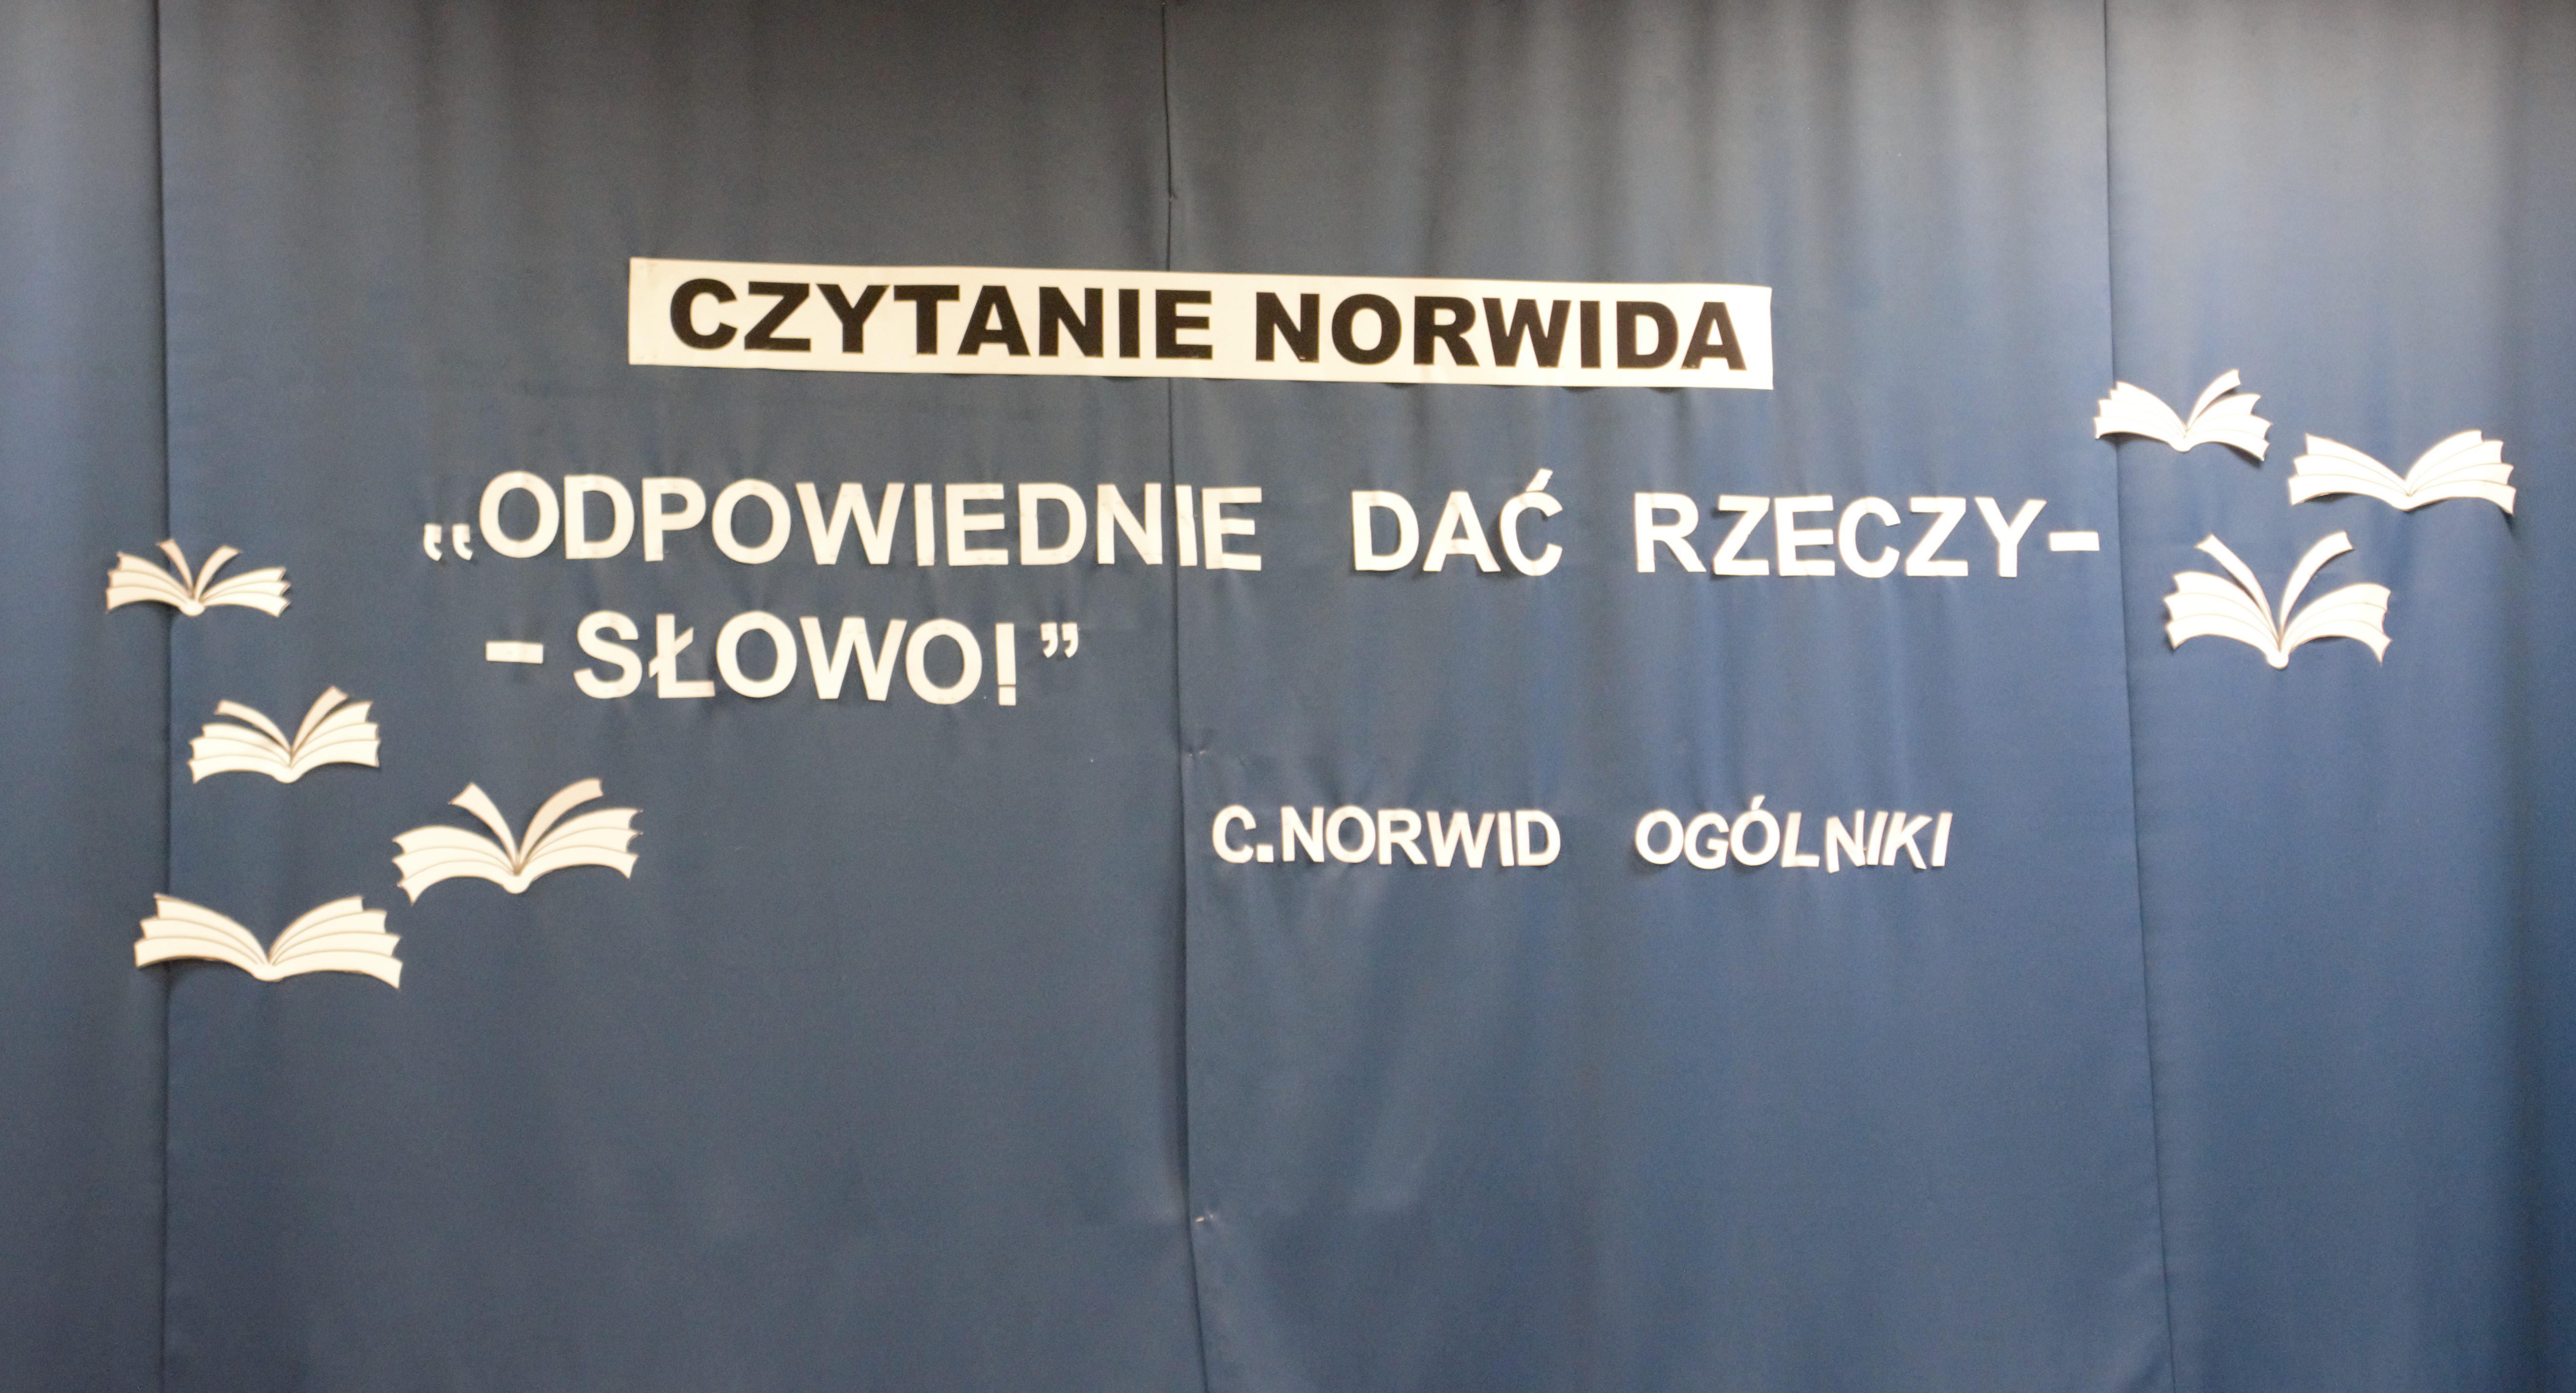 CZYTANIE NORWIDA
„ODPOWIEDNIE DAĆ RZECZY-
- SŁOWO!”
C.NORWID OGÓLNIKI